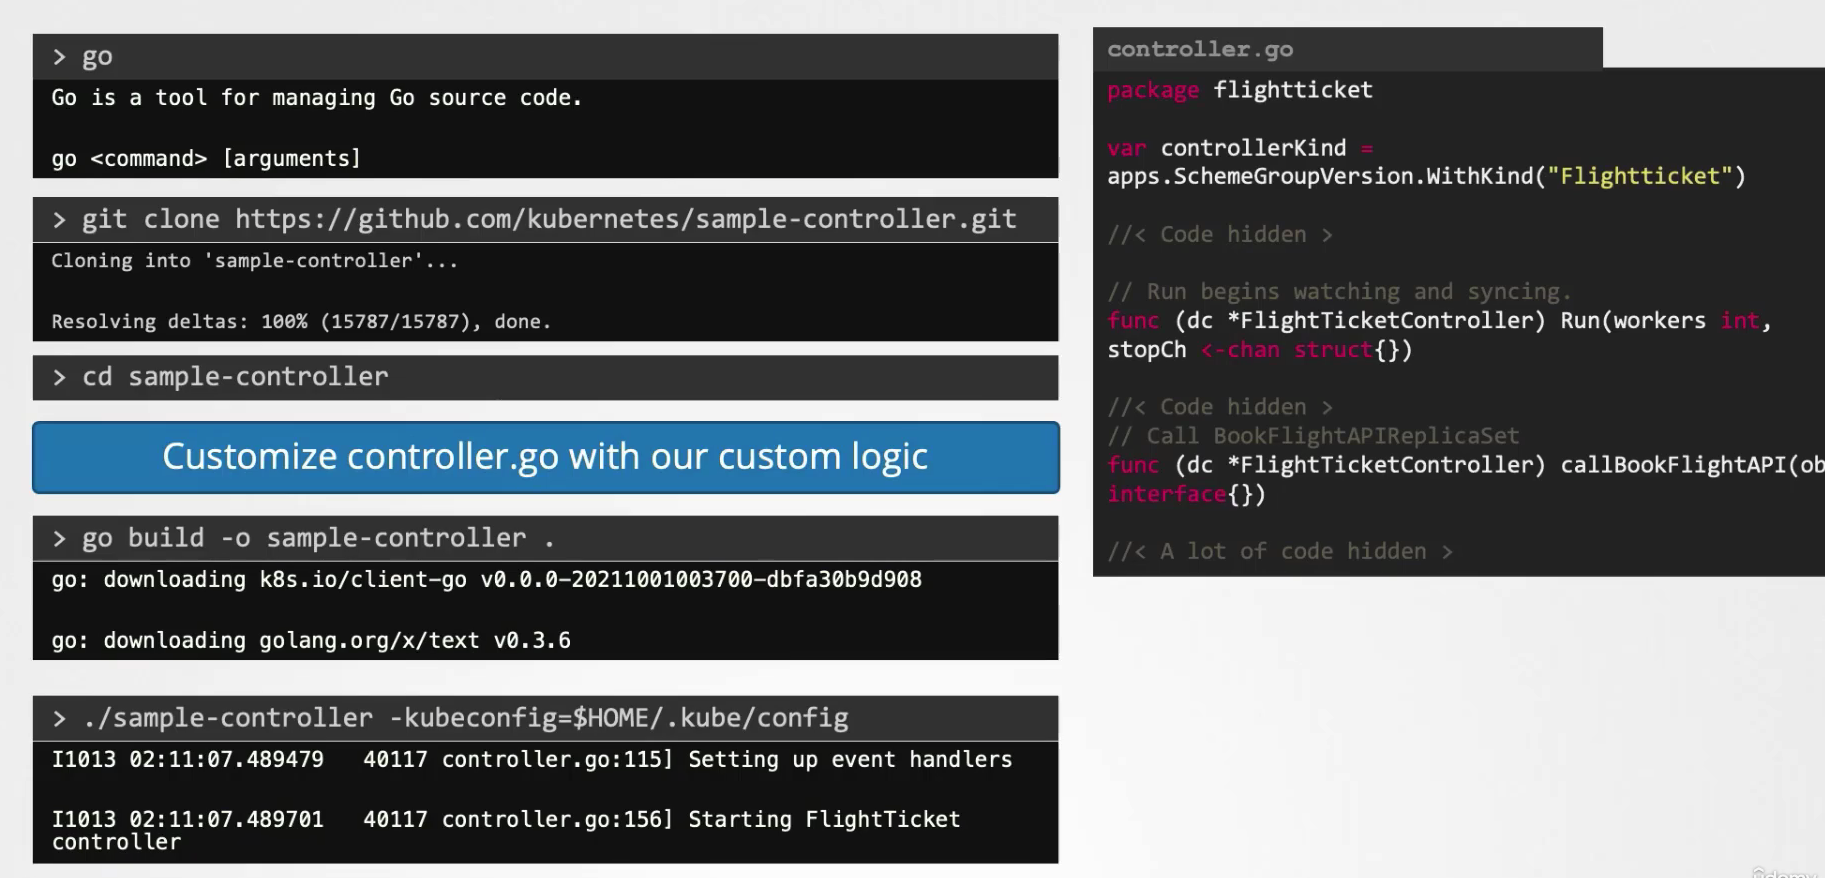 > go
Go is a tool for managing Go source code.
go <command> [arguments]
> git clone https://github.com/kubernetes/sample-controller.git
Cloning into 'sample-controller'...
Resolving deltas: 100% (15787/15787), done.
> cd sample-controller
Customize controller.go with our custom logic
> go build -o sample-controller .
go: downloading k8s.io/client-go v0.0.0-20211001003700-dbfa30b9d908
go: downloading golang.org/x/text v0.3.6
> ./sample-controller -kubeconfig=$HOME/.kube/config
I1013 02:11:07.489479   40117 controller.go:115] Setting up event handlers
I1013 02:11:07.489701   40117 controller.go:156] Starting FlightTicket
controller
controller.go
package flightticket
var controllerKind =
apps.SchemeGroupVersion.WithKind("Flightticket")
//< Code hidden >
// Run begins watching and syncing.
func (dc *FlightTicketController) Run(workers int,
stopCh <-chan struct{})
//< Code hidden >
// Call BookFlightAPIReplicaSet
func (dc *FlightTicketController) callBookFlightAPI(ob
interface{})
//< A lot of code hidden >